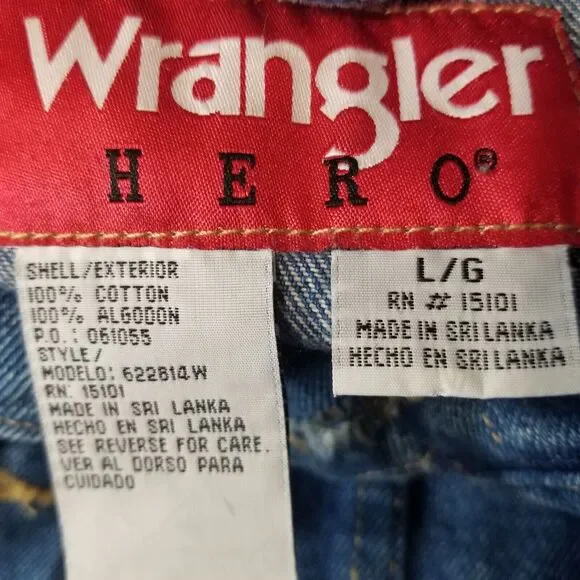 Wrangler
HERO®
SHELL/EXTERIOR
100% COTTON
100% ALGODON
P.O.: 061055
STYLE/
MODELO: 622614W
RN: 15101
MADE IN SRI LANKA
HECHO EN SRI LANKA
SEE REVERSE FOR CARE.
VER AL DORSO PARA
CUIDADO
L/G
RN # 15101
MADE IN SRI LANKA
HECHO EN SRI LANKA